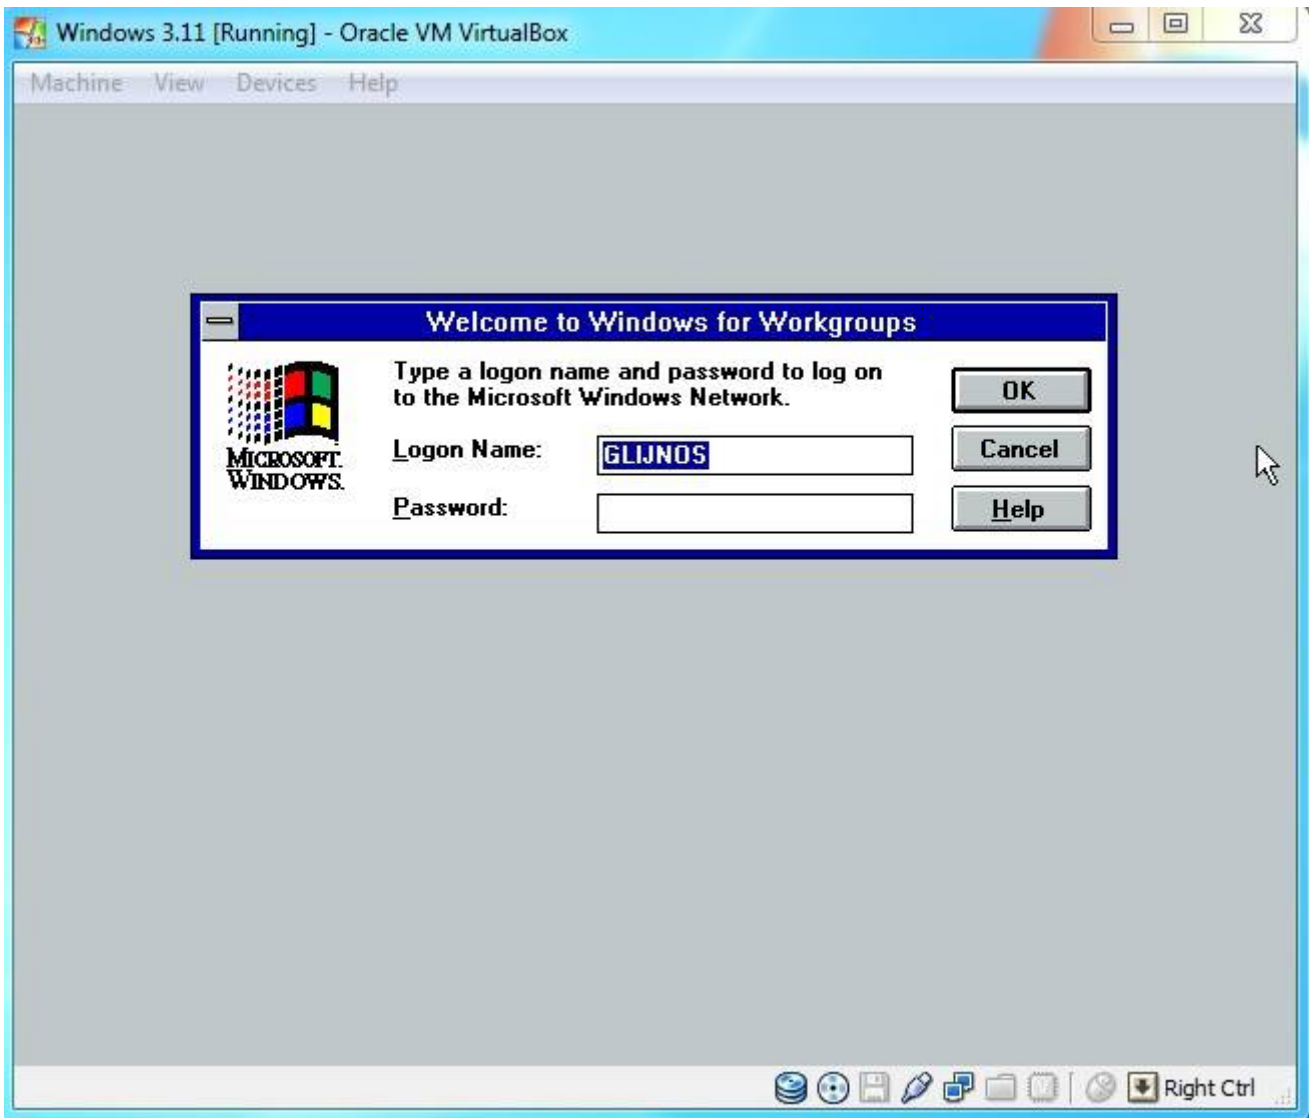 Windows 3.11 [Running] - Oracle VM VirtualBox
Machine View Devices Help
Welcome to Windows for Workgroups
Type a logon name and password to log on
to the Microsoft Windows Network.
OK
MICROSOFT.
WINDOWS.
Logon Name: GLIJNOS
Cancel
Password:
Help
Right Ctrl